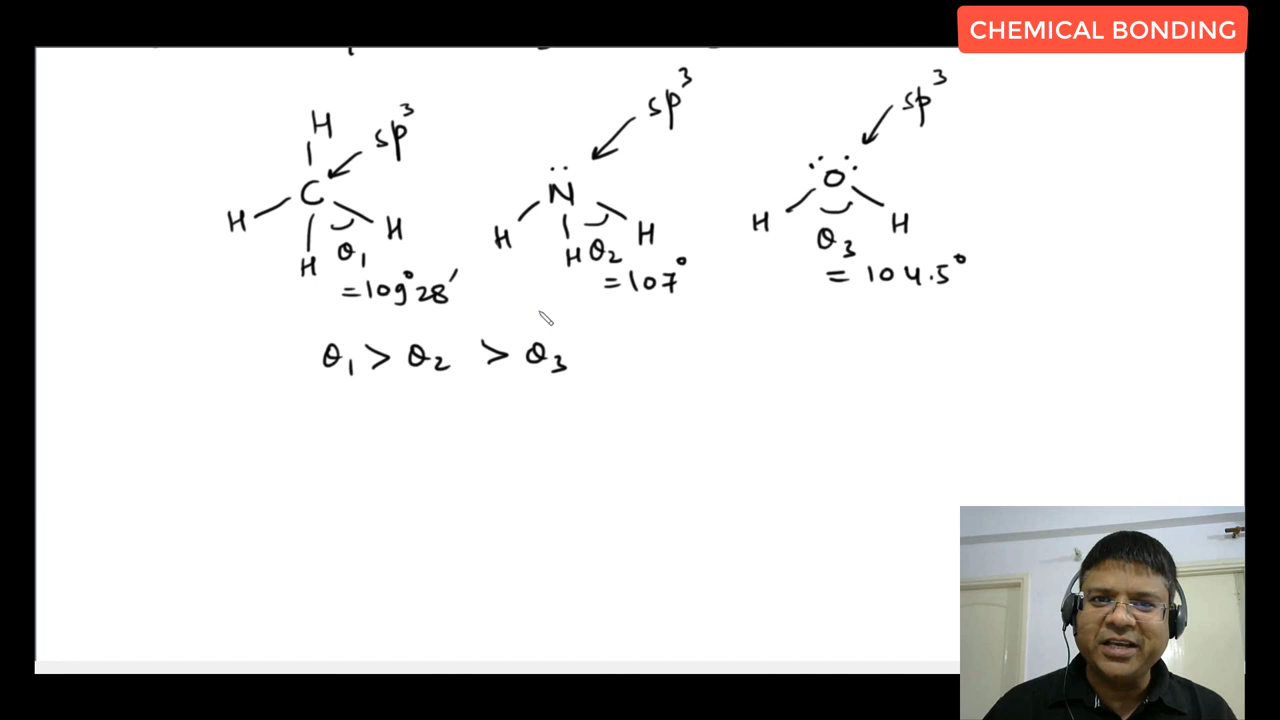 CHEMICAL BONDING
H sp³ sp³ sp³
C N O
H H H H H H
H θ₁ H θ₂ θ₃
=109°28′ =107° = 104.5°
θ₁ > θ₂ > θ₃